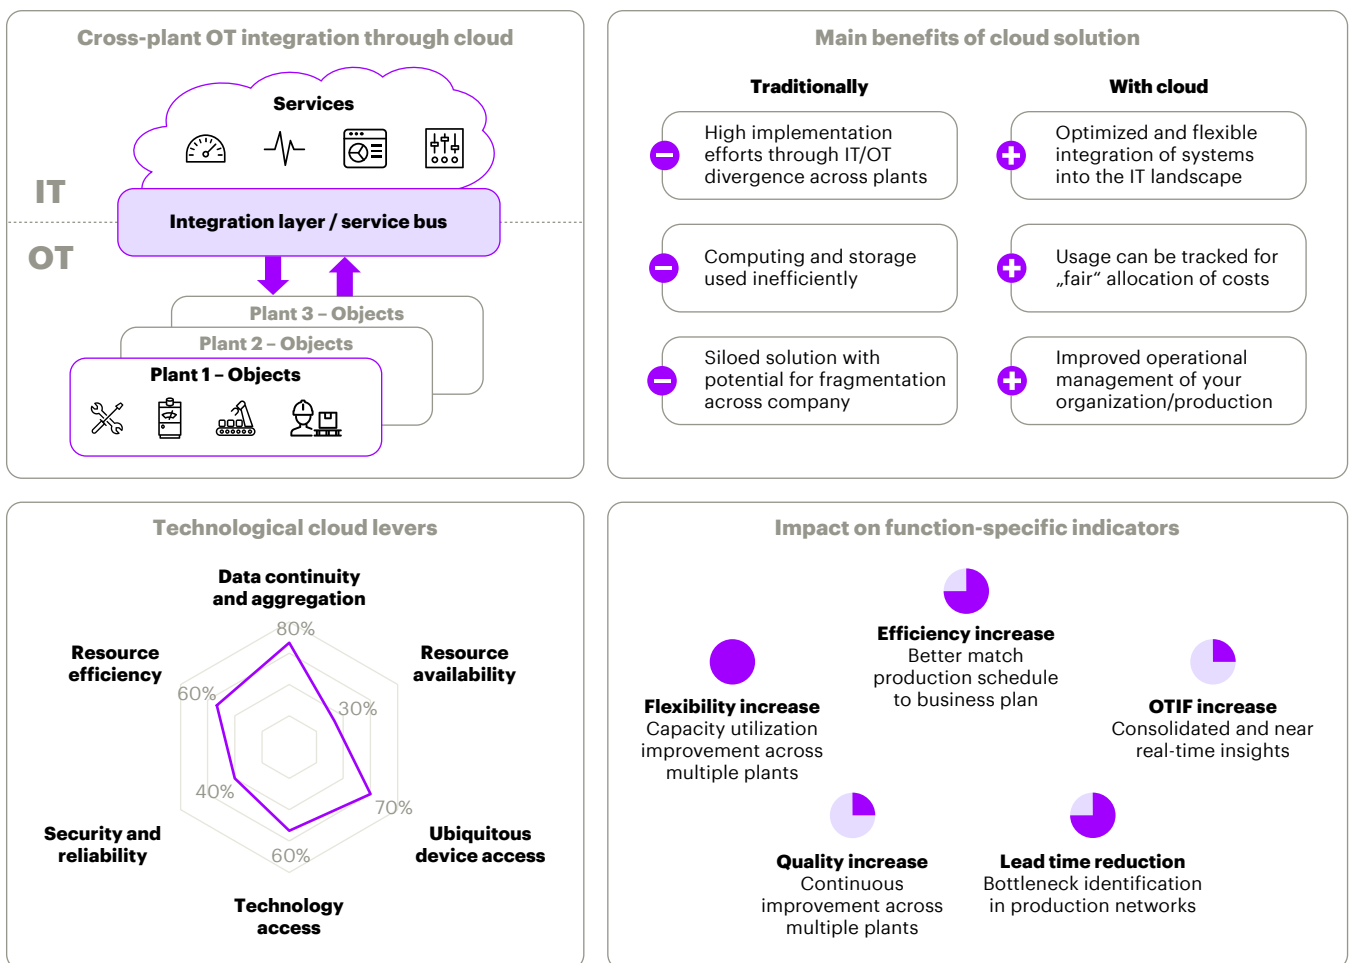 Cross-plant OT integration through cloud
Services
IT
Integration layer / service bus
OT
Plant 3 – Objects
Plant 2 – Objects
Plant 1 – Objects
Main benefits of cloud solution
Traditionally
With cloud
High implementation
efforts through IT/OT
divergence across plants
Optimized and flexible
integration of systems
into the IT landscape
Computing and storage
used inefficiently
Usage can be tracked for
„fair“ allocation of costs
Siloed solution with
potential for fragmentation
across company
Improved operational
management of your
organization/production
Technological cloud levers
Data continuity
and aggregation
80%
Resource
efficiency
60%
Resource
availability
30%
40%
70%
Security and
reliability
Ubiquitous
device access
60%
Technology
access
Impact on function-specific indicators
Efficiency increase
Better match
production schedule
to business plan
Flexibility increase
Capacity utilization
improvement across
multiple plants
OTIF increase
Consolidated and near
real-time insights
Quality increase
Continuous
improvement across
multiple plants
Lead time reduction
Bottleneck identification
in production networks